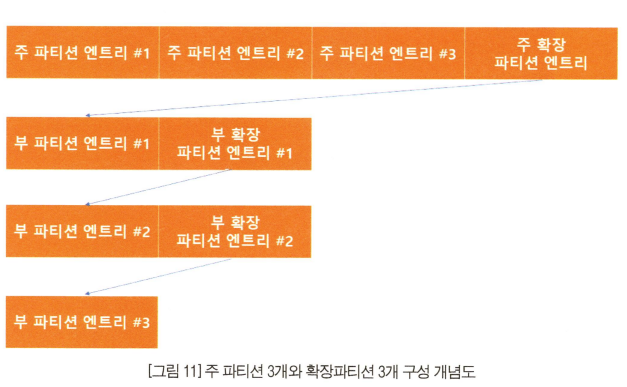 주 파티션 엔트리 #1
주 파티션 엔트리 #2
주 파티션 엔트리 #3
주 확장
파티션 엔트리
부 파티션 엔트리 #1
부 확장
파티션 엔트리 #1
부 파티션 엔트리 #2
부 확장
파티션 엔트리 #2
부 파티션 엔트리 #3
[그림 11] 주 파티션 3개와 확장파티션 3개 구성 개념도